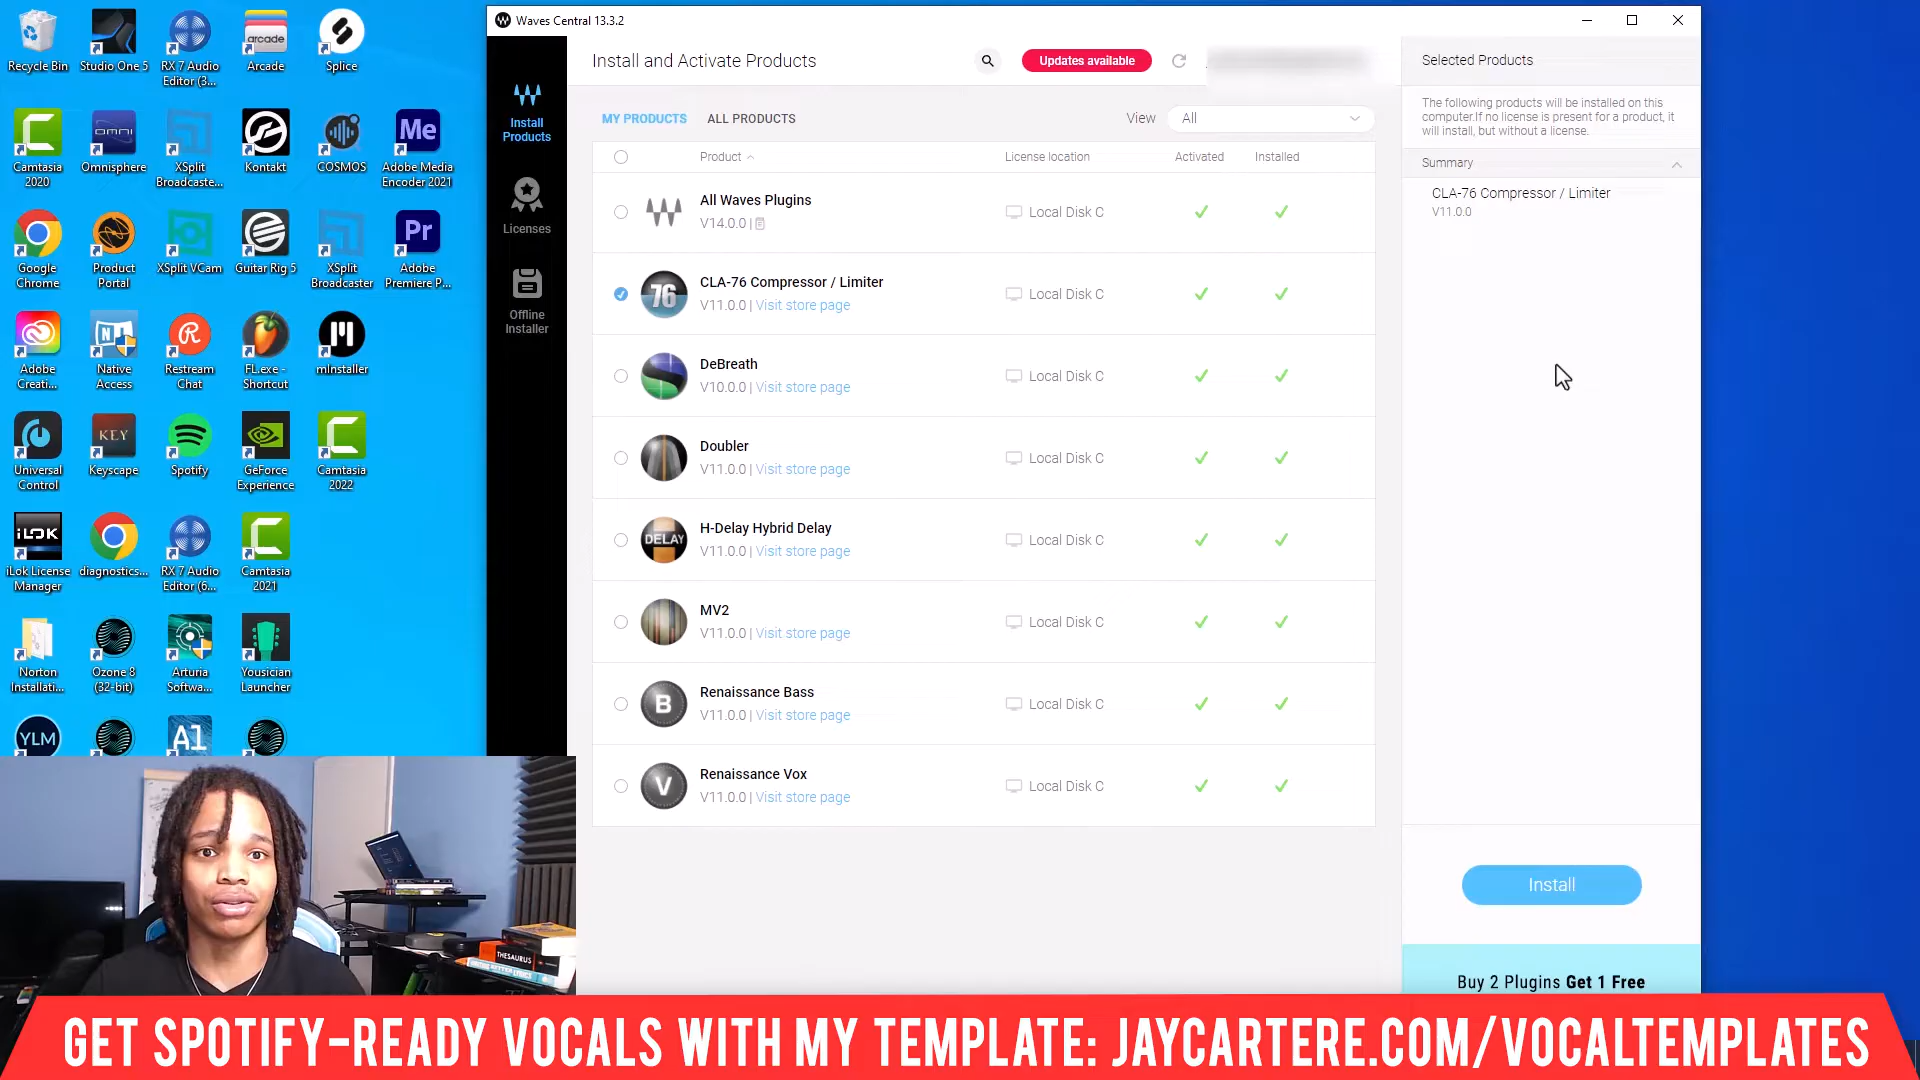 Recycle Bin
Studio One 5
RX 7 Audio
Editor (3...
arcade
Arcade
Splice
Camtasia
2020
OMNI
Omnisphere
XSplit
Broadcaste...
Kontakt
COSMOS
Me
Adobe Media
Encoder 2021
Google
Chrome
Product
Portal
XSplit VCam
Guitar Rig 5
XSplit
Broadcaster
Pr
Adobe
Premiere P...
Adobe
Creati...
Native
Access
Restream
Chat
FL.exe -
Shortcut
mInstaller
Universal
Control
KEY
Keyscape
Spotify
GeForce
Experience
Camtasia
2022
iLOK
iLok License
Manager
diagnostics...
RX 7 Audio
Editor (6...
Camtasia
2021
Norton
Installati...
Ozone 8
(32-bit)
Arturia
Softwa...
Yousician
Launcher
YLM
Waves Central 13.3.2
Install
Products
Licenses
Offline
Installer
Install and Activate Products
Updates available
MY PRODUCTS
ALL PRODUCTS
View
All
Product
License location
Activated
Installed
All Waves Plugins
V14.0.0 |
Local Disk C
76
CLA-76 Compressor / Limiter
V11.0.0 | Visit store page
Local Disk C
DeBreath
V10.0.0 | Visit store page
Local Disk C
Doubler
V11.0.0 | Visit store page
Local Disk C
DELAY
H-Delay Hybrid Delay
V11.0.0 | Visit store page
Local Disk C
MV2
V11.0.0 | Visit store page
Local Disk C
B
Renaissance Bass
V11.0.0 | Visit store page
Local Disk C
V
Renaissance Vox
V11.0.0 | Visit store page
Local Disk C
Selected Products
The following products will be installed on this
computer.If no license is present for a product, it
will install, but without a license.
Summary
CLA-76 Compressor / Limiter
V11.0.0
Install
Buy 2 Plugins Get 1 Free
THESAURUS
GET SPOTIFY-READY VOCALS WITH MY TEMPLATE: JAYCARTERE.COM/VOCALTEMPLATES